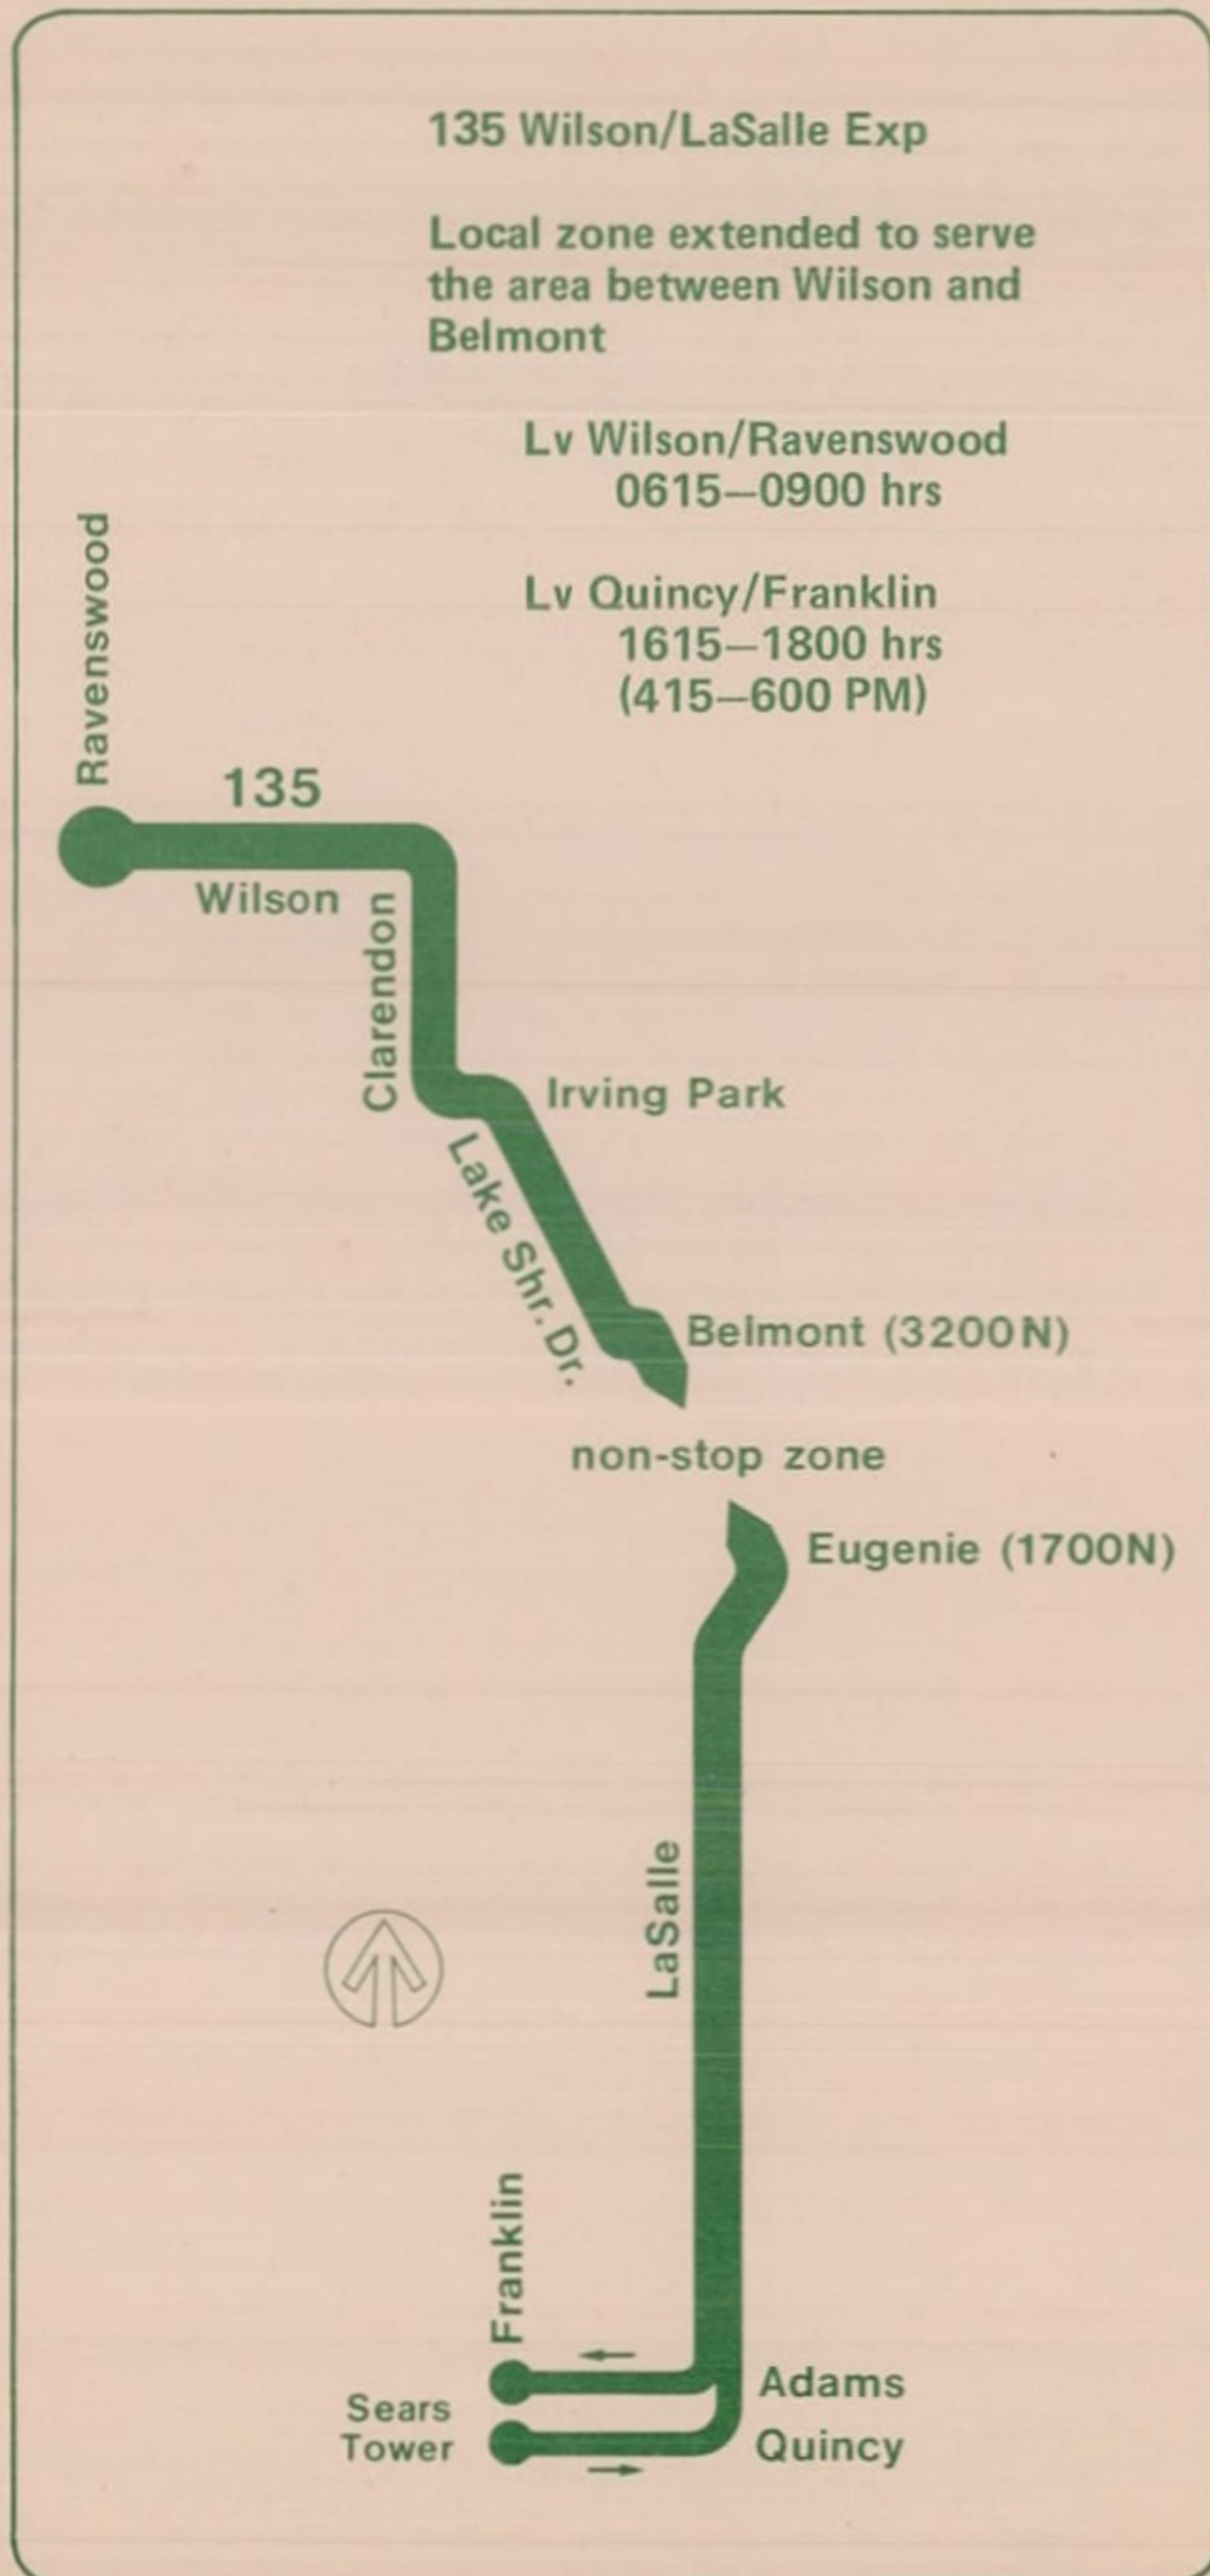 135 Wilson/LaSalle Exp
Local zone extended to serve
the area between Wilson and
Belmont
Lv Wilson/Ravenswood
0615—0900 hrs
Lv Quincy/Franklin
1615—1800 hrs
(415—600 PM)
Ravenswood
135
Wilson
Clarendon
Irving Park
Lake Shr. Dr.
Belmont (3200N)
non-stop zone
Eugenie (1700N)
LaSalle
Franklin
Adams
Sears
Tower
Quincy